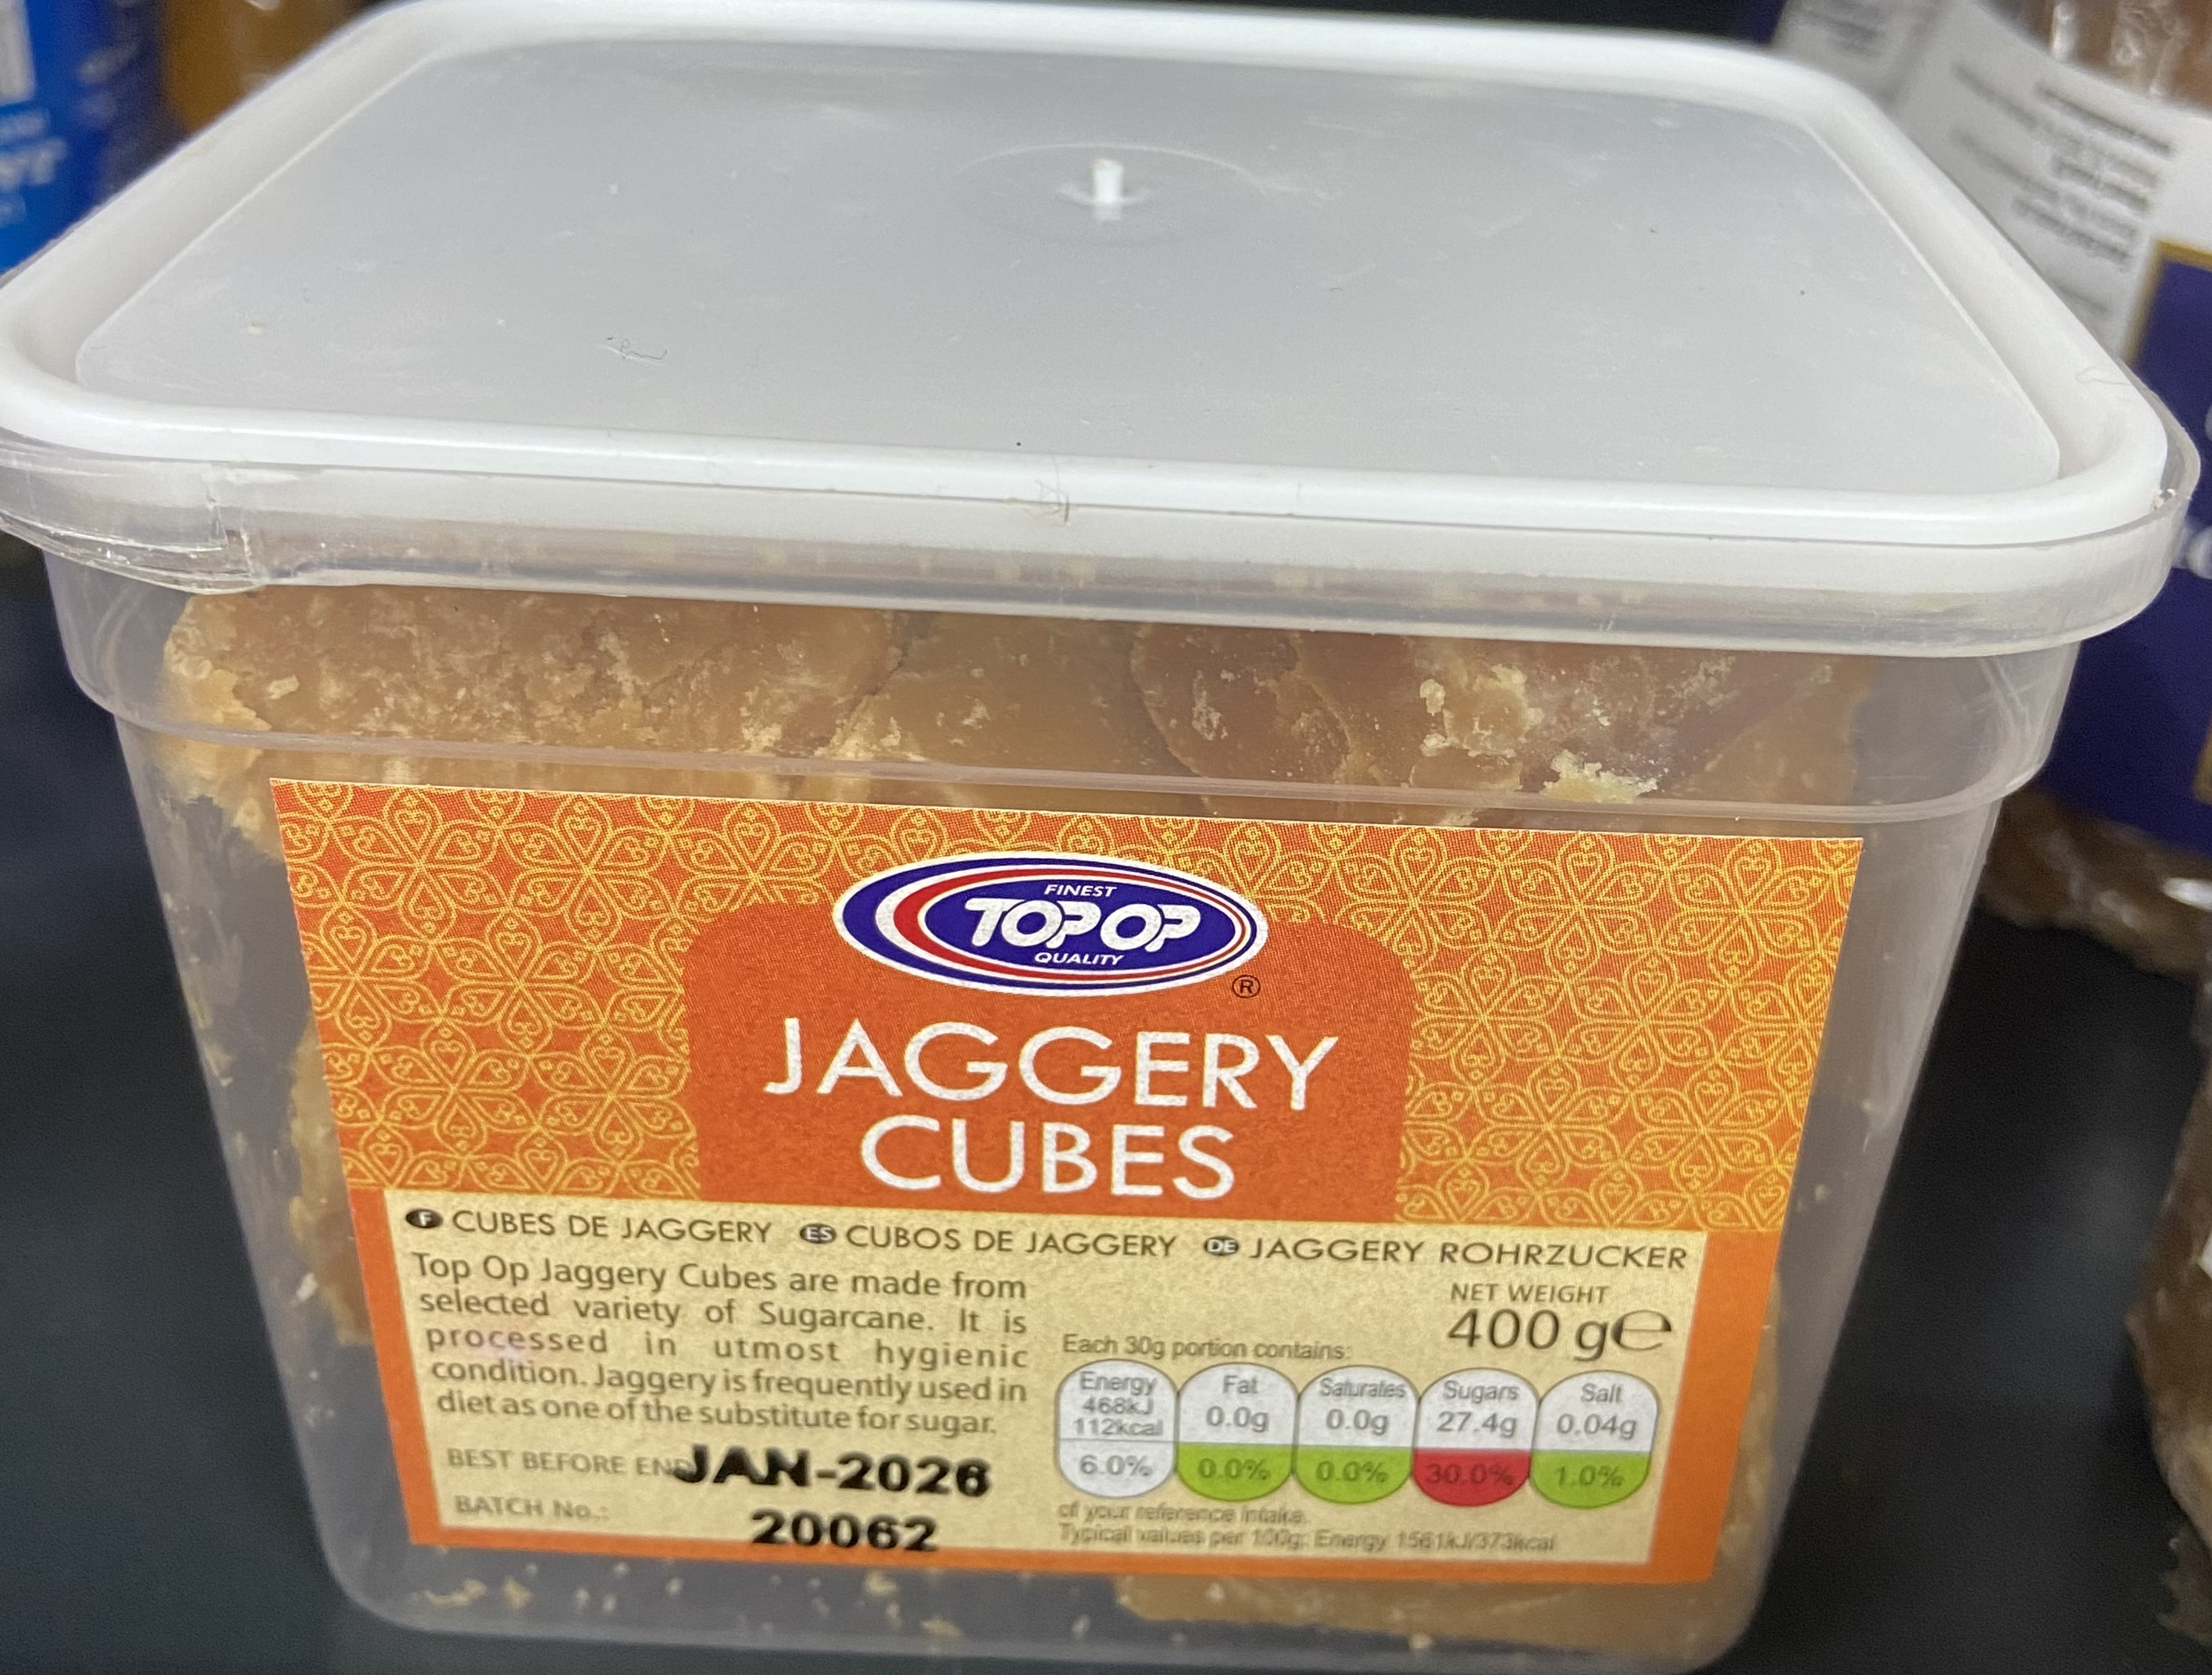 FINEST
TOP OP
QUALITY
®
JAGGERY
CUBES
F CUBES DE JAGGERY ES CUBOS DE JAGGERY DE JAGGERY ROHRZUCKER
Top Op Jaggery Cubes are made from
selected variety of Sugarcane. It is
processed in utmost hygienic
condition. Jaggery is frequently used in
diet as one of the substitute for sugar.
BEST BEFORE END JAN-2026
BATCH No.: 20062
NET WEIGHT
400 g℮
Each 30g portion contains:
Energy 468kJ 112kcal 6.0%
Fat 0.0g 0.0%
Saturates 0.0g 0.0%
Sugars 27.4g 30.0%
Salt 0.04g 1.0%
of your reference intake.
Typical values per 100g: Energy 1561kJ/373kcal